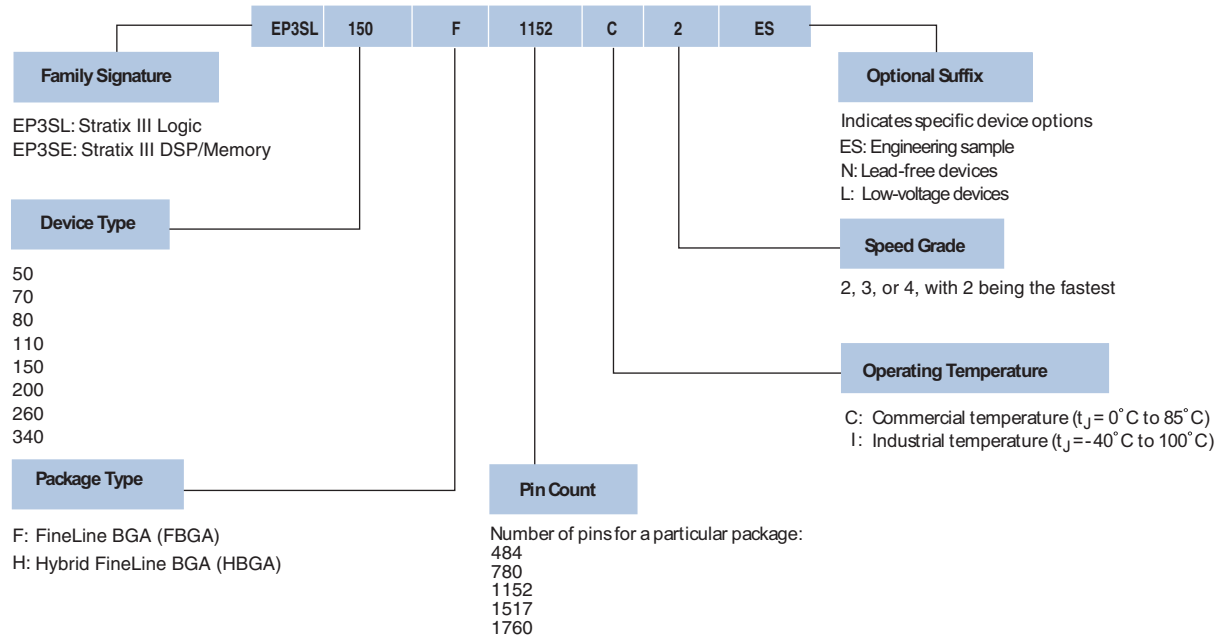 EP3SL 150 F 1152 C 2 ES
Family Signature
EP3SL: Stratix III Logic
EP3SE: Stratix III DSP/Memory
Device Type
50
70
80
110
150
200
260
340
Package Type
F: FineLine BGA (FBGA)
H: Hybrid FineLine BGA (HBGA)
Pin Count
Number of pins for a particular package:
484
780
1152
1517
1760
Optional Suffix
Indicates specific device options
ES: Engineering sample
N: Lead-free devices
L: Low-voltage devices
Speed Grade
2, 3, or 4, with 2 being the fastest
Operating Temperature
C: Commercial temperature (tJ = 0°C to 85°C)
I: Industrial temperature (tJ = -40°C to 100°C)